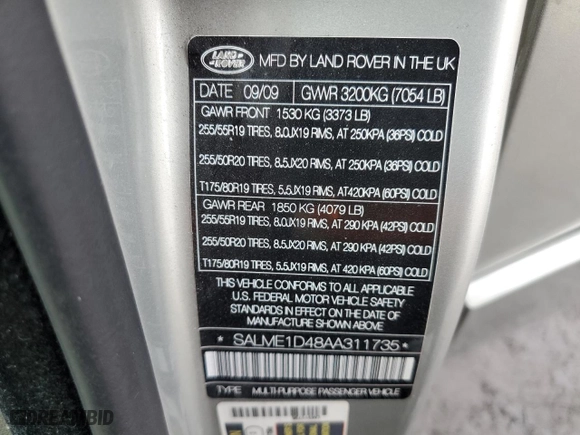 LAND ROVER MFD BY LAND ROVER IN THE UK
DATE 09/09 GWWR 3200KG (7054 LB)
GAWR FRONT 1530 KG (3373 LB)
255/55R19 TIRES, 8.0JX19 RIMS, AT 250KPA (36PSI) COLD
255/50R20 TIRES, 8.5JX20 RIMS, AT 250KPA (36PSI) COLD
T175/80R19 TIRES, 5.5JX19 RIMS, AT420KPA (60PSI) COLD
GAWR REAR 1850 KG (4079 LB)
255/55R19 TIRES, 8.0JX19 RIMS, AT 290 KPA (42PSI) COLD
255/50R20 TIRES, 8.5JX20 RIMS, AT 290 KPA (42PSI) COLD
T175/80R19 TIRES, 5.5JX19 RIMS, AT 420 KPA (60PSI) COLD
THIS VEHICLE CONFORMS TO ALL APPLICABLE
U.S. FEDERAL MOTOR VEHICLE SAFETY
STANDARDS IN EFFECT ON THE DATE OF
MANUFACTURE SHOWN ABOVE
*SALME1D48AA311735*
TYPE MULTI-PURPOSE PASSENGER VEHICLE
DREAMBID